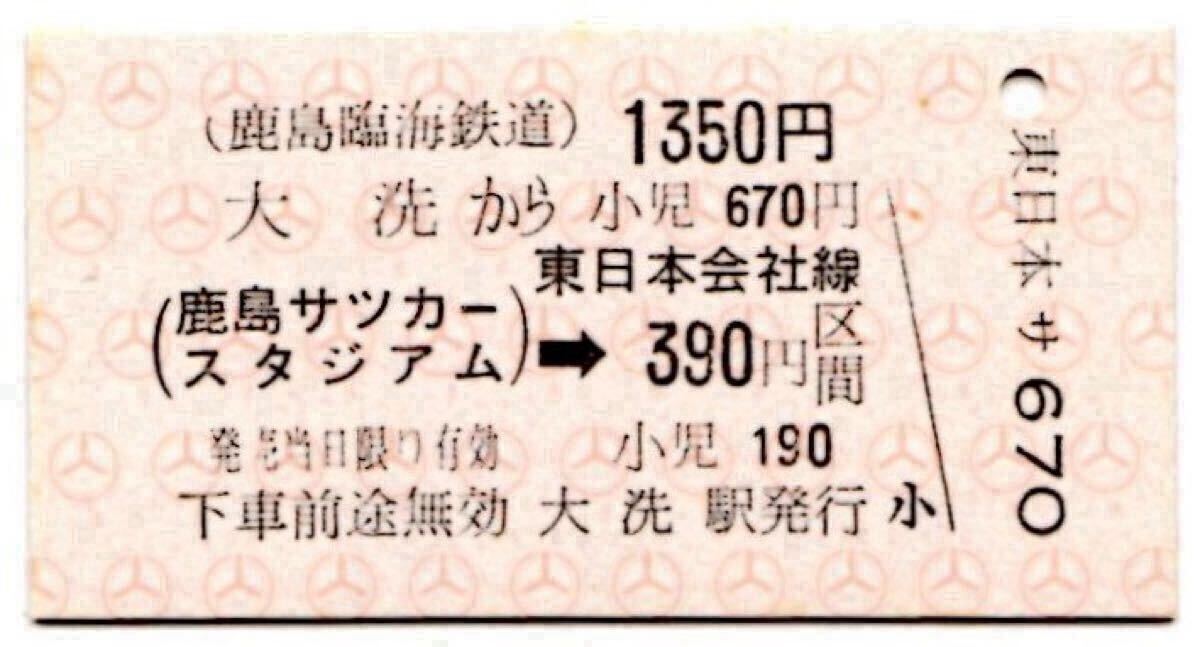 (鹿島臨海鉄道) 1350円
大洗から 小児 670円
東日本会社線
(鹿島サツカー
スタジアム) ➡ 390円区間
発売当日限り有効 小児 190
下車前途無効 大洗駅発行 小
東日本サ 670